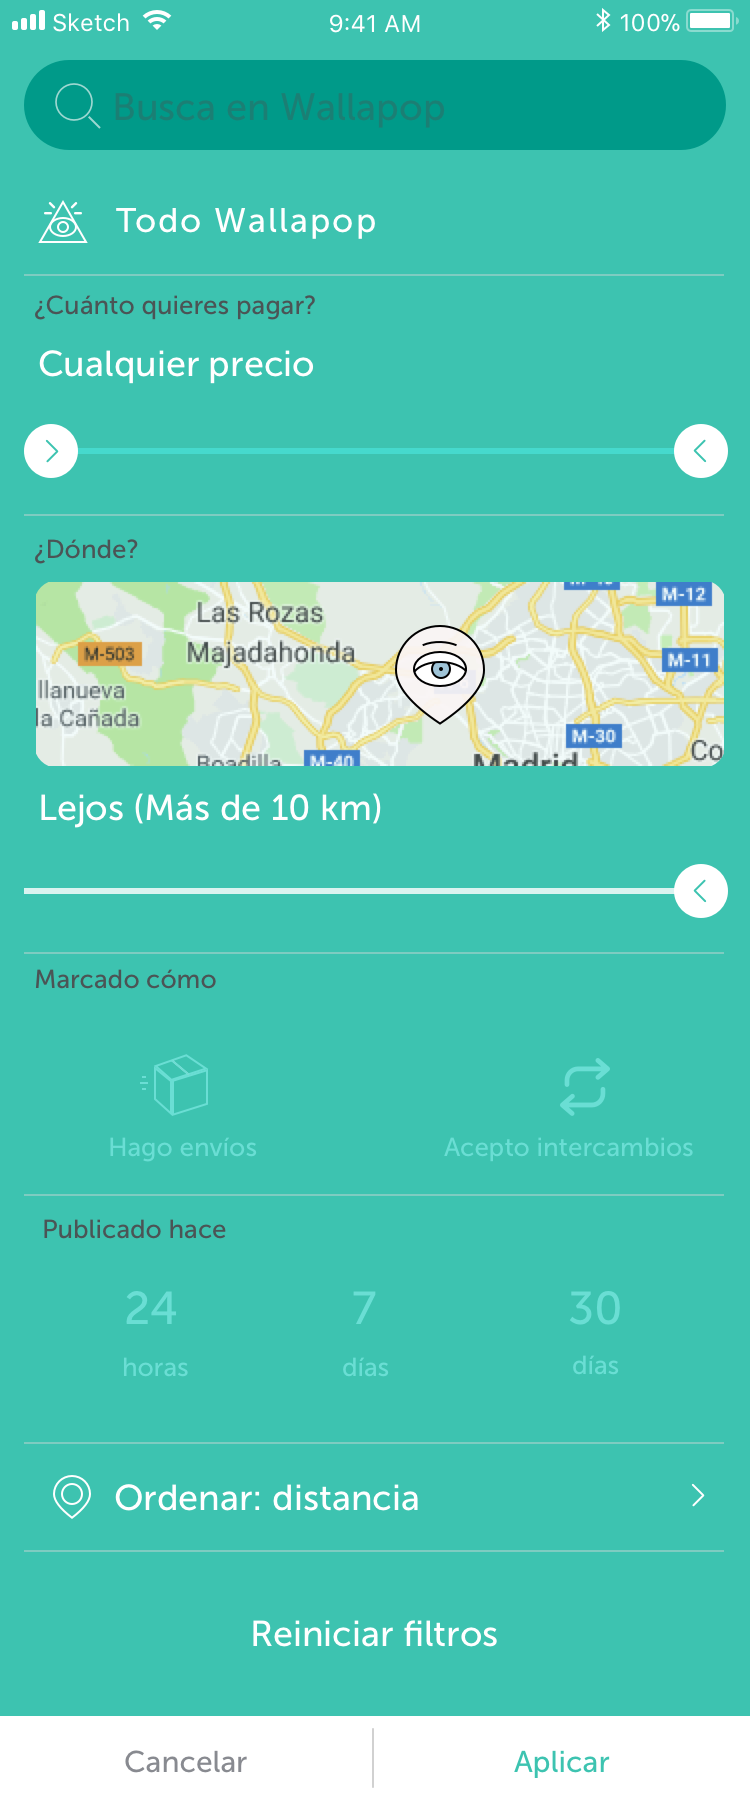 Sketch 9:41 AM 100%
Busca en Wallapop
Todo Wallapop
¿Cuánto quieres pagar?
Cualquier precio
¿Dónde?
M-12
Las Rozas
M-503 Majadahonda M-11
llanueva
la Cañada
M-30
Boadilla M-40 Madrid Co
Lejos (Más de 10 km)
Marcado cómo
Hago envíos Acepto intercambios
Publicado hace
24 7 30
horas días días
Ordenar: distancia
Reiniciar filtros
Cancelar Aplicar